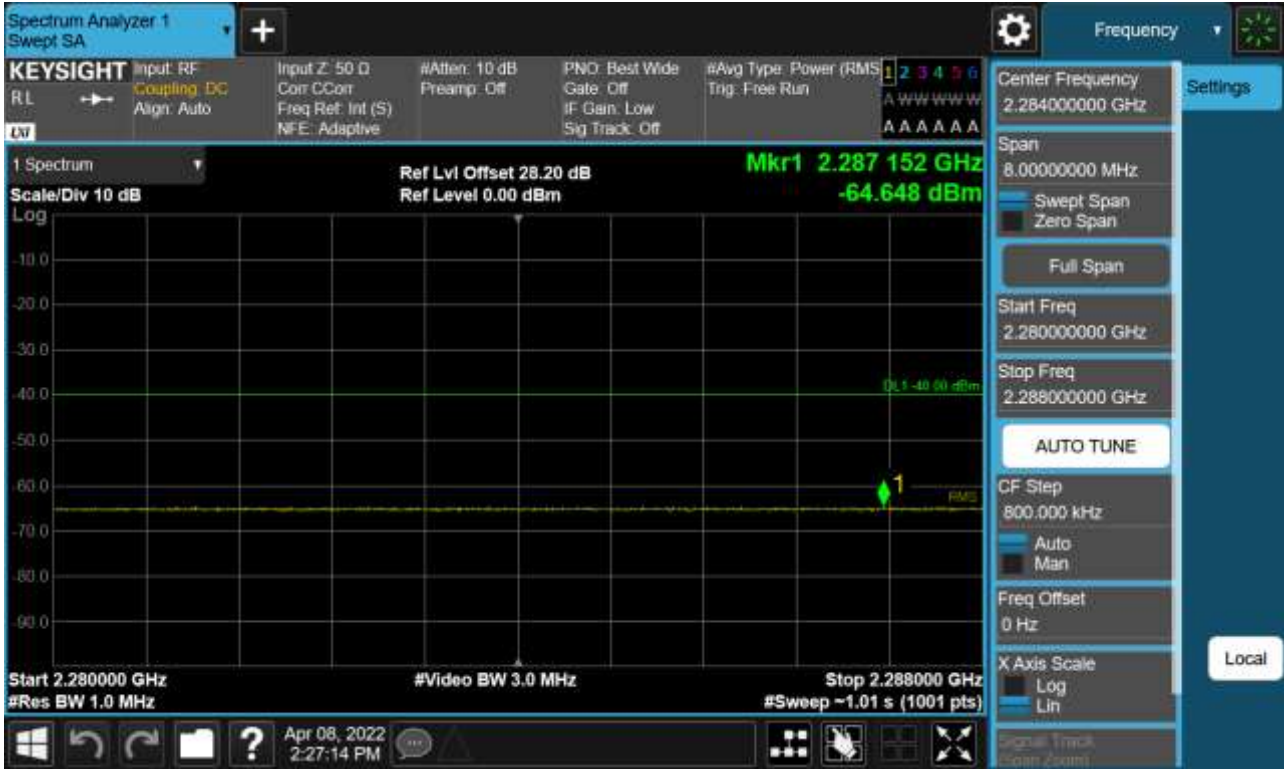 Spectrum Analyzer 1
Swept SA
+
Frequency
KEYSIGHT
RL
LXI
Input: RF
Coupling: DC
Align: Auto
Input Z: 50 Ω
Corr CCorr
Freq Ref: Int (S)
NFE: Adaptive
#Atten: 10 dB
Preamp: Off
PNO: Best Wide
Gate: Off
IF Gain: Low
Sig Track: Off
#Avg Type: Power (RMS
Trig: Free Run
1 2 3 4 5 6
A W W W W W
A A A A A A
1 Spectrum
Scale/Div 10 dB
Log
Ref Lvl Offset 28.20 dB
Ref Level 0.00 dBm
Mkr1 2.287 152 GHz
-64.648 dBm
-10.0
-20.0
-30.0
-40.0
DL1 -40.00 dBm
-50.0
-60.0
1
RMS
-70.0
-80.0
-90.0
Start 2.280000 GHz
#Res BW 1.0 MHz
#Video BW 3.0 MHz
Stop 2.288000 GHz
#Sweep ~1.01 s (1001 pts)
Center Frequency
2.284000000 GHz
Settings
Span
8.00000000 MHz
Swept Span
Zero Span
Full Span
Start Freq
2.280000000 GHz
Stop Freq
2.288000000 GHz
AUTO TUNE
CF Step
800.000 kHz
Auto
Man
Freq Offset
0 Hz
X Axis Scale
Log
Lin
Local
Signal Track
(Span Zoom)
?
Apr 08, 2022
2:27:14 PM